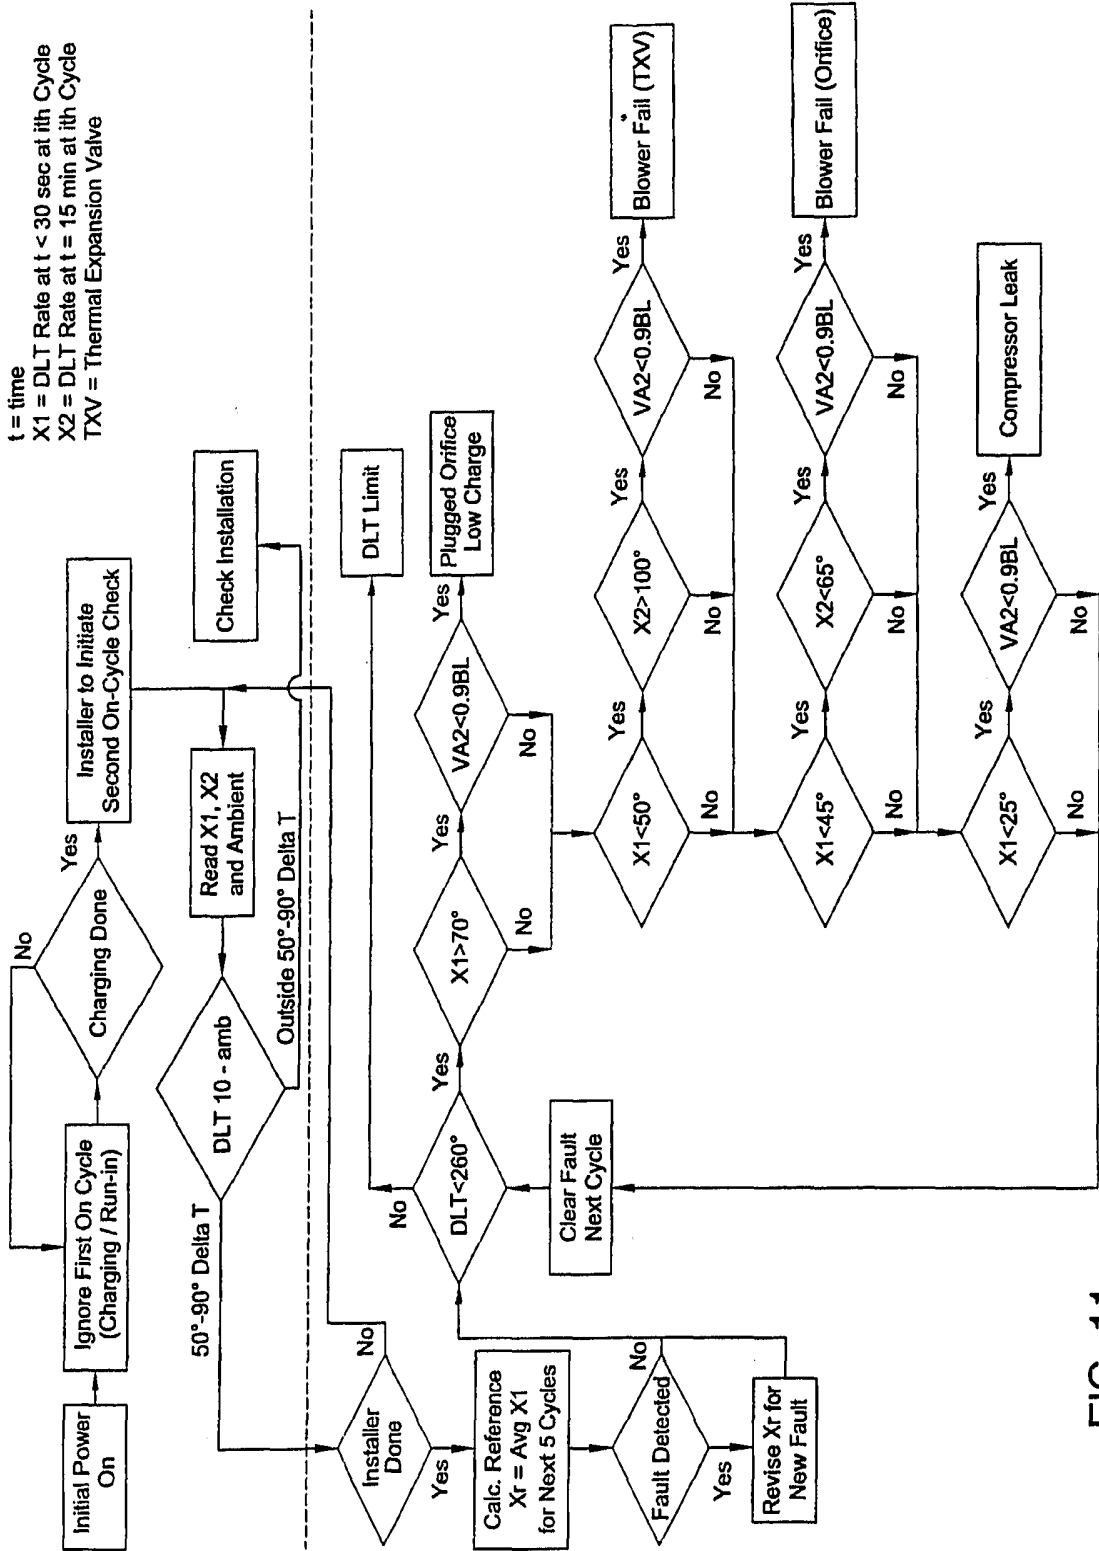 t = time
X1 = DLT Rate at t < 30 sec at ith Cycle
X2 = DLT Rate at t = 15 min at ith Cycle
TXV = Thermal Expansion Valve
Initial Power
On
Ignore First On Cycle
(Charging / Run-in)
No
Charging Done
Yes
Installer to Initiate
Second On-Cycle Check
50°-90° Delta T
DLT 10 - amb
Outside 50°-90° Delta T
Read X1, X2
and Ambient
Check Installation
Installer
Done
No
Yes
Calc. Reference
Xr = Avg X1
for Next 5 Cycles
Fault Detected
No
Yes
Revise Xr for
New Fault
No
DLT<260°
Yes
DLT Limit
Clear Fault
Next Cycle
X1>70°
Yes
No
VA2<0.9BL
Yes
No
Plugged Orifice
Low Charge
X1<50°
Yes
No
X2>100°
Yes
No
VA2<0.9BL
Yes
No
Blower Fail (TXV)
X1<45°
Yes
No
X2<65°
Yes
No
VA2<0.9BL
Yes
No
Blower Fail (Orifice)
X1<25°
Yes
No
VA2<0.9BL
Yes
No
Compressor Leak